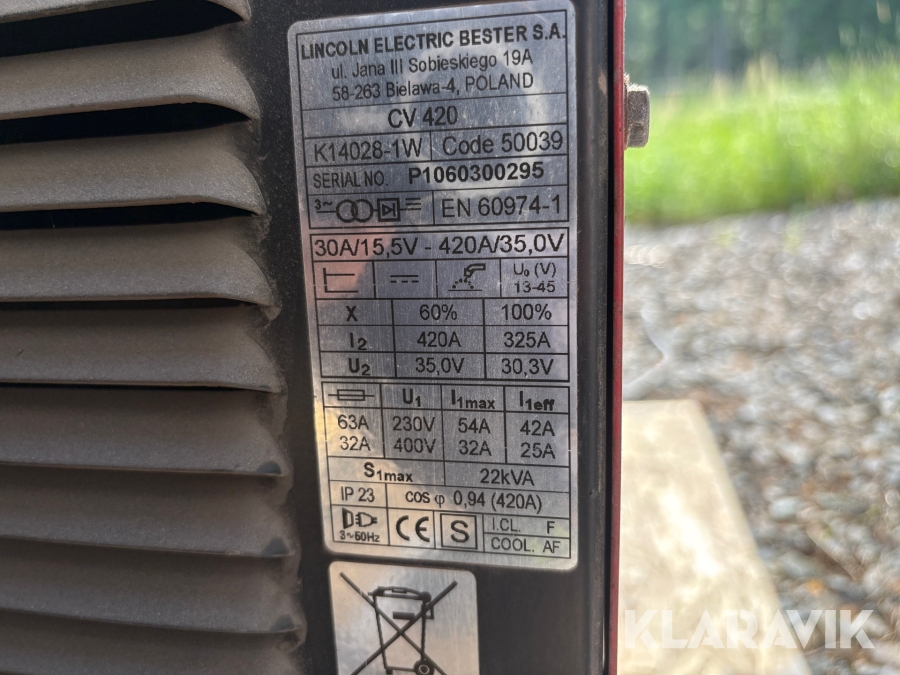 LINCOLN ELECTRIC BESTER S.A.
ul. Jana III Sobieskiego 19A
58-263 Bielawa-4, POLAND
CV 420
K14028-1W Code 50039
SERIAL NO. P1060300295
3~ EN 60974-1
30A/15,5V - 420A/35,0V
U₀ (V)
13-45
X 60% 100%
I₂ 420A 325A
U₂ 35,0V 30,3V
U₁ I₁max I₁eff
63A 230V 54A 42A
32A 400V 32A 25A
S₁max 22kVA
IP 23 cos φ 0,94 (420A)
3~50Hz CE S I.CL. F
COOL. AF
KLARAVIK